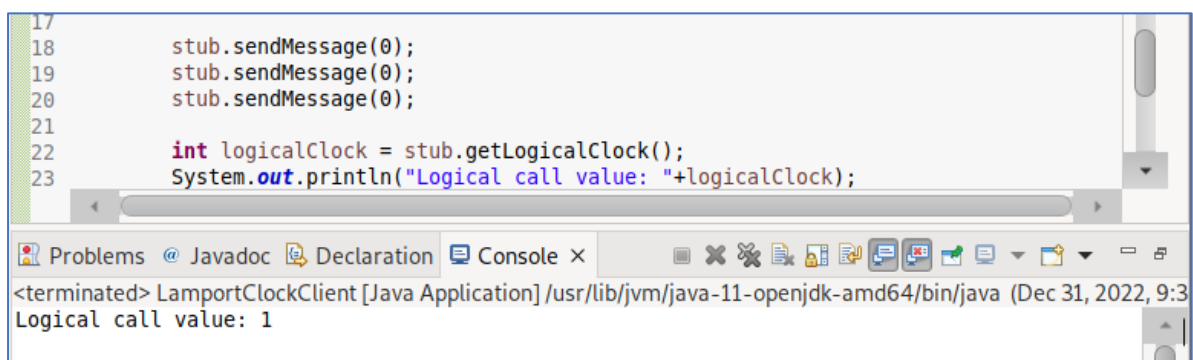 17
18 stub.sendMessage(0);
19 stub.sendMessage(0);
20 stub.sendMessage(0);
21
22 int logicalClock = stub.getLogicalClock();
23 System.out.println("Logical call value: "+logicalClock);
Problems @ Javadoc Declaration Console ×
<terminated> LamportClockClient [Java Application] /usr/lib/jvm/java-11-openjdk-amd64/bin/java (Dec 31, 2022, 9:3
Logical call value: 1